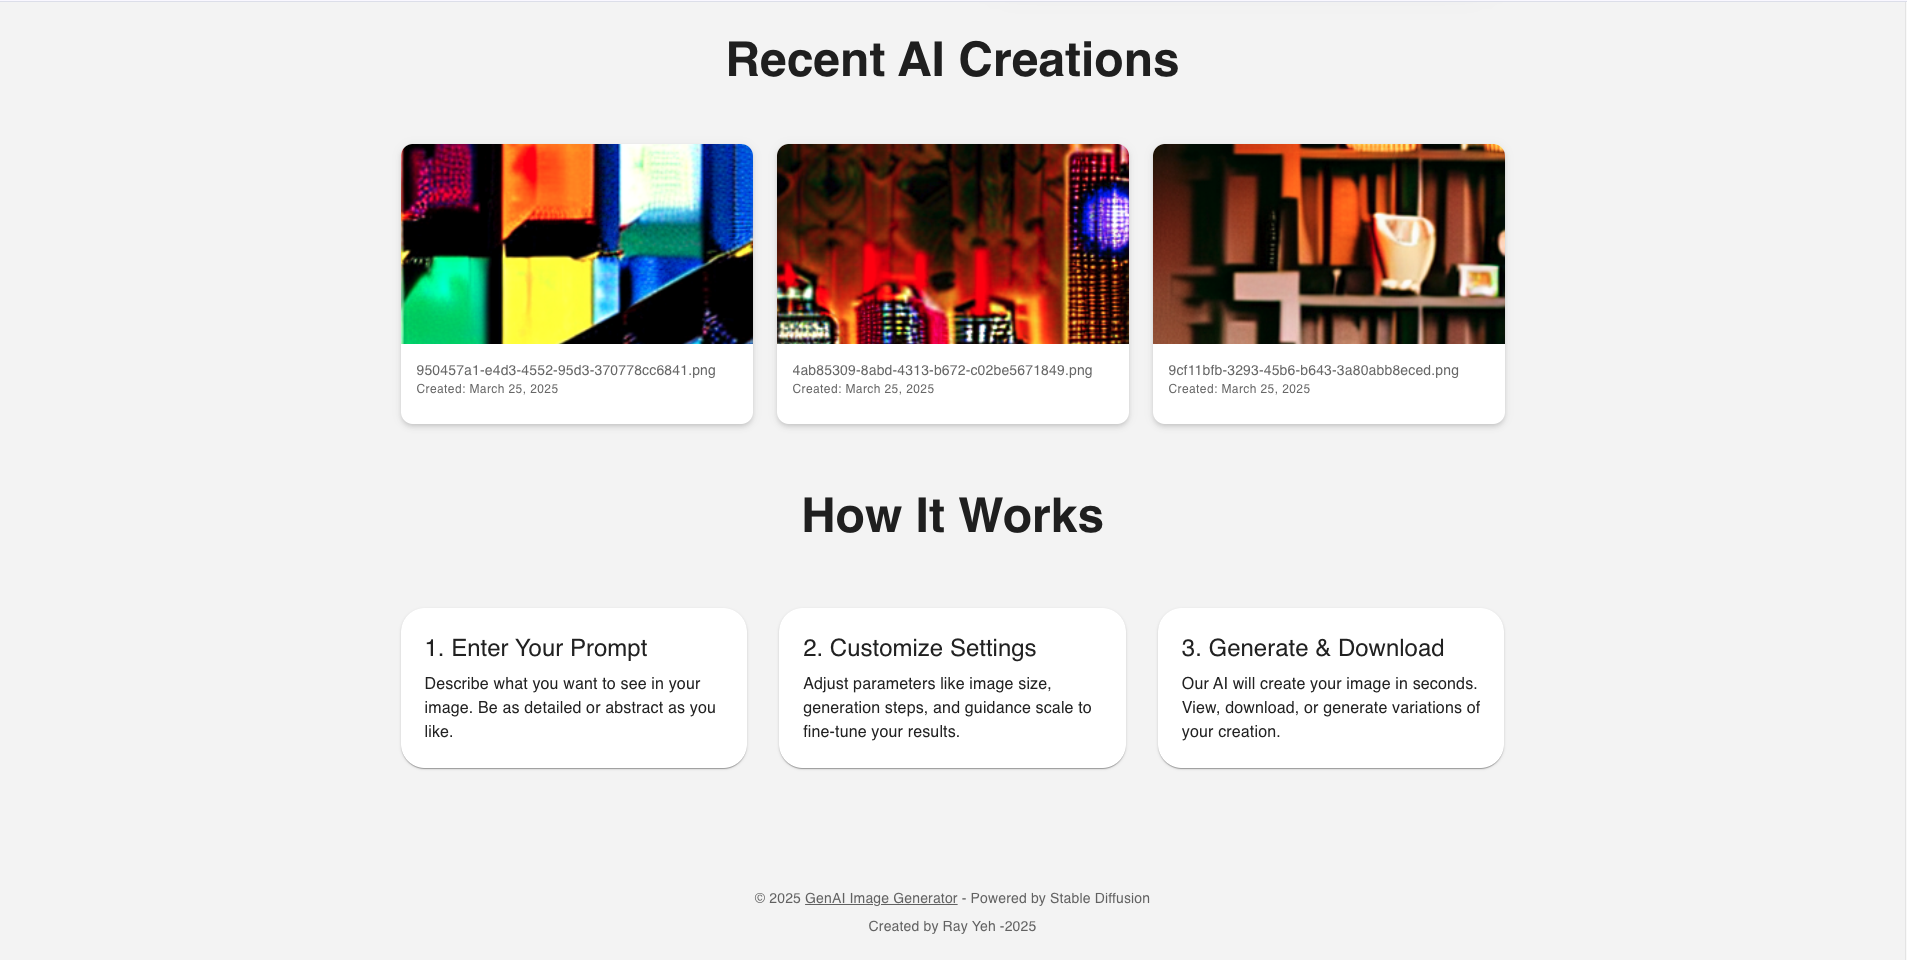 Recent AI Creations
950457a1-e4d3-4552-95d3-370778cc6841.png
Created: March 25, 2025
4ab85309-8abd-4313-b672-c02be5671849.png
Created: March 25, 2025
9cf11bfb-3293-45b6-b643-3a80abb8eced.png
Created: March 25, 2025
How It Works
1. Enter Your Prompt
Describe what you want to see in your
image. Be as detailed or abstract as you
like.
2. Customize Settings
Adjust parameters like image size,
generation steps, and guidance scale to
fine-tune your results.
3. Generate & Download
Our AI will create your image in seconds.
View, download, or generate variations of
your creation.
© 2025 GenAI Image Generator - Powered by Stable Diffusion
Created by Ray Yeh -2025